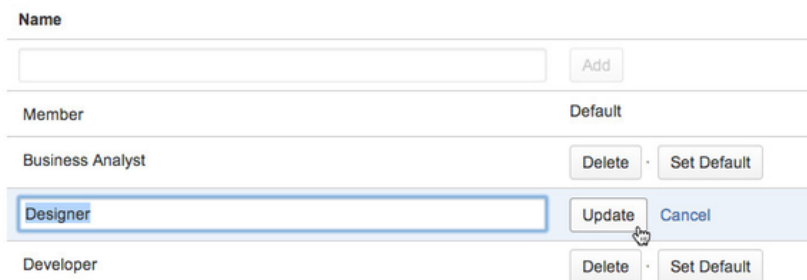 Name
Add
Member Default
Business Analyst Delete · Set Default
Designer Update Cancel
Developer Delete · Set Default